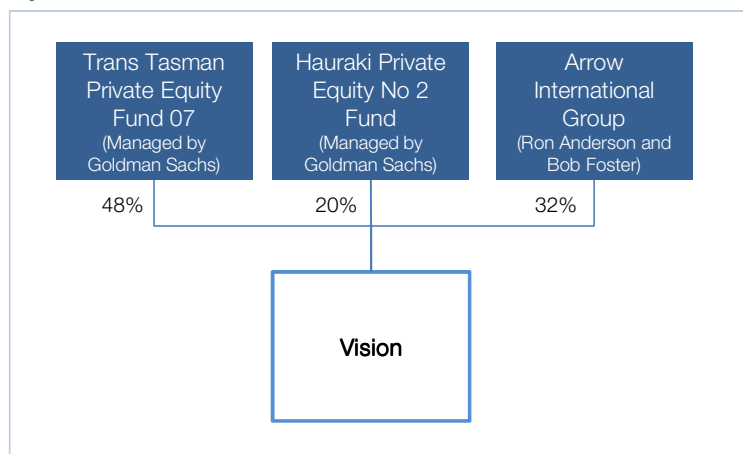 Trans Tasman
Private Equity
Fund 07
(Managed by
Goldman Sachs)
Hauraki Private
Equity No 2
Fund
(Managed by
Goldman Sachs)
Arrow
International
Group
(Ron Anderson and
Bob Foster)
48%
20%
32%
Vision